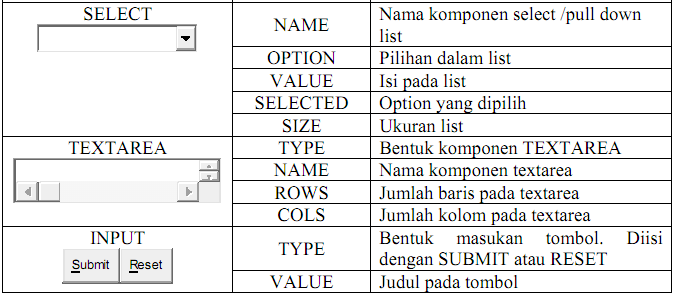 SELECT
NAME
Nama komponen select /pull down
list
OPTION
Pilihan dalam list
VALUE
Isi pada list
SELECTED
Option yang dipilih
SIZE
Ukuran list
TEXTAREA
TYPE
Bentuk komponen TEXTAREA
NAME
Nama komponen textarea
ROWS
Jumlah baris pada textarea
COLS
Jumlah kolom pada textarea
INPUT
Submit Reset
TYPE
Bentuk masukan tombol. Diisi
dengan SUBMIT atau RESET
VALUE
Judul pada tombol